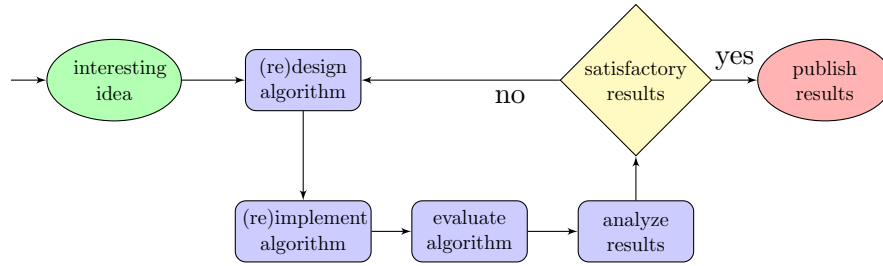 interesting
idea
(re)design
algorithm
no
satisfactory
results
yes
publish
results
(re)implement
algorithm
evaluate
algorithm
analyze
results